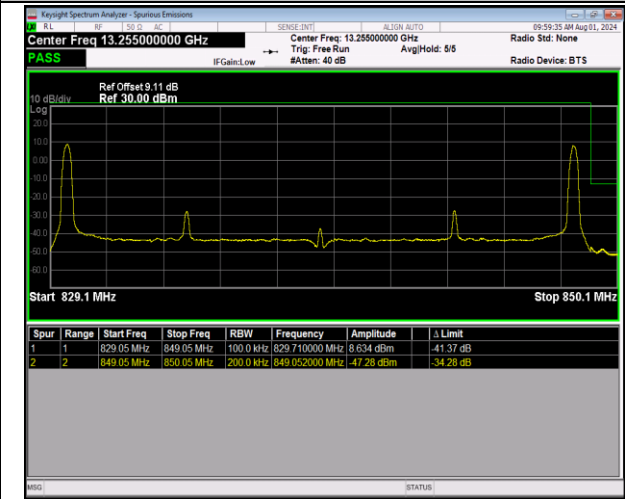 Keysight Spectrum Analyzer - Spurious Emissions
RL RF 50 Ω AC SENSE:INT ALIGN AUTO 09:59:35 AM Aug 01, 2024
Center Freq 13.255000000 GHz Center Freq: 13.255000000 GHz Radio Std: None
Trig: Free Run Avg|Hold: 5/5
PASS IFGain:Low #Atten: 40 dB Radio Device: BTS
Ref Offset 9.11 dB
10 dB/div Ref 30.00 dBm
Log
20.0
10.0
0.00
-10.0
-20.0
-30.0
-40.0
-50.0
-60.0
Start 829.1 MHz Stop 850.1 MHz
Spur Range Start Freq Stop Freq RBW Frequency Amplitude Δ Limit
1 1 829.05 MHz 849.05 MHz 100.0 kHz 829.710000 MHz 8.634 dBm -41.37 dB
2 2 849.05 MHz 850.05 MHz 200.0 kHz 849.052000 MHz -47.28 dBm -34.28 dB
MSG STATUS